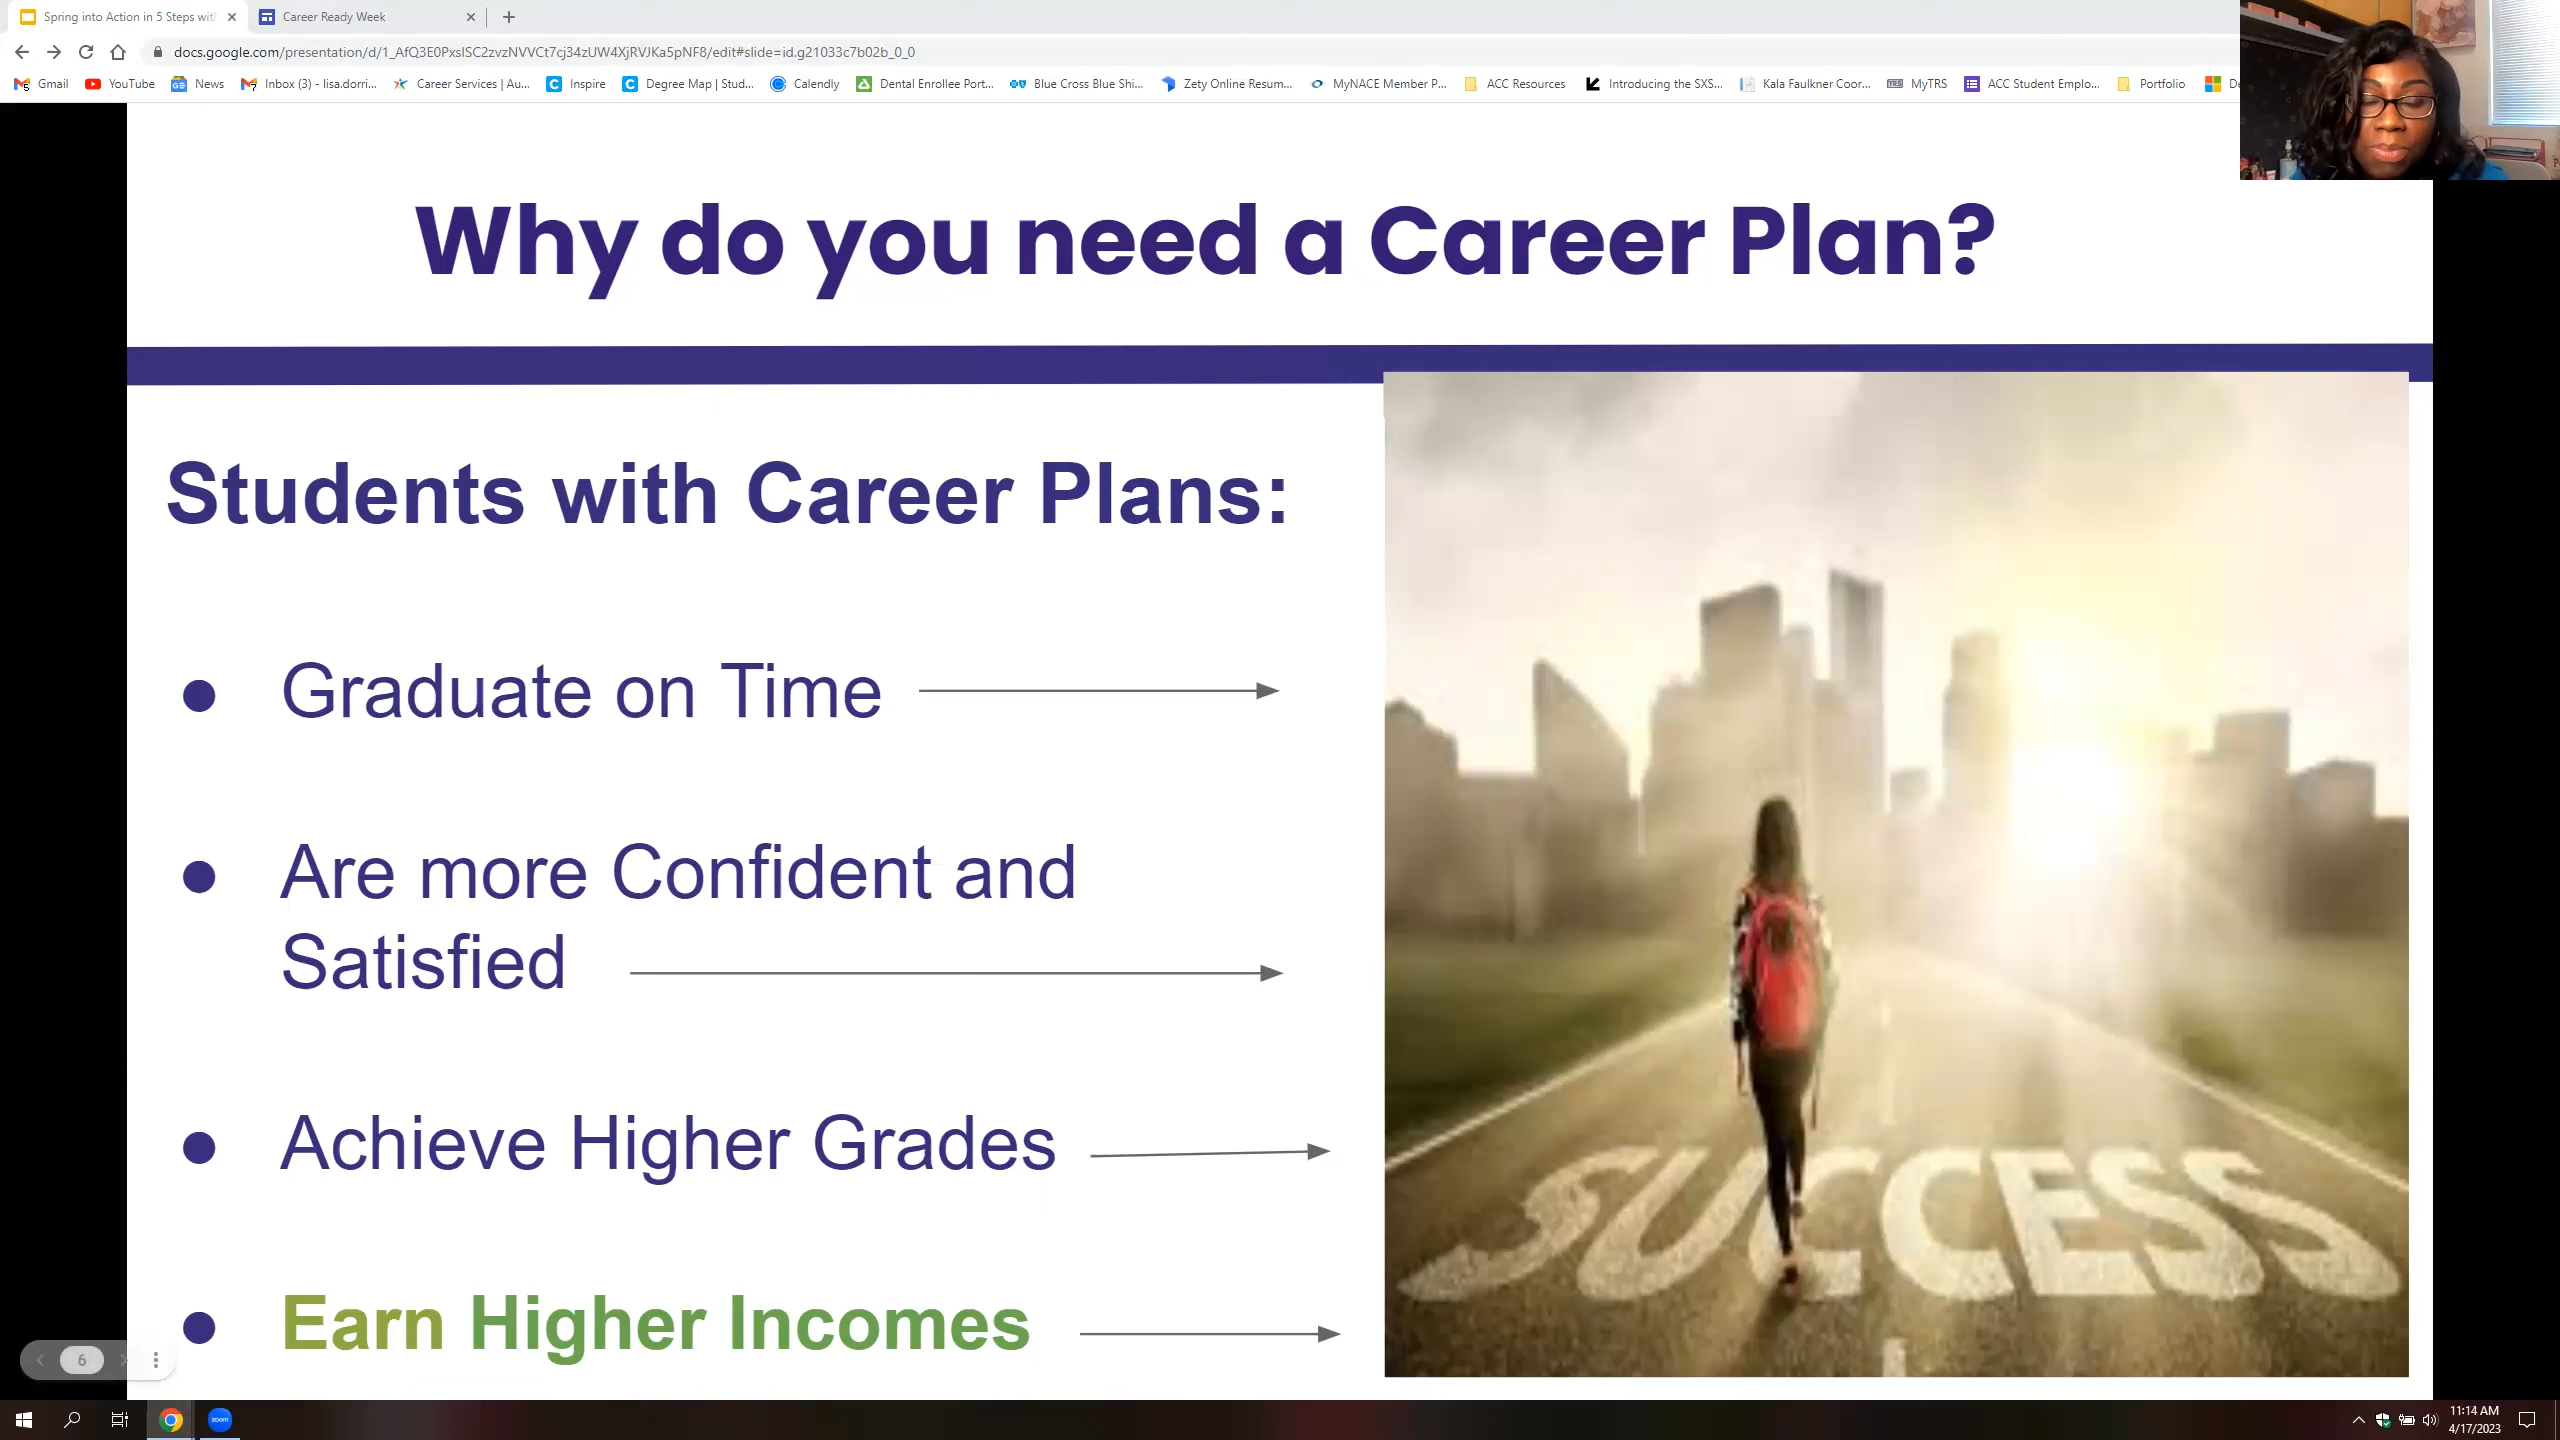 Spring into Action in 5 Steps with
Career Ready Week
docs.google.com/presentation/d/1_AfQ3E0PxsISC2zvzNVVCt7cj34zUW4XjRVJKa5pNF8/edit#slide=id.g21033c7b02b_0_0
Gmail
YouTube
News
Inbox (3) - lisa.dorri...
Career Services | Au...
Inspire
Degree Map | Stud...
Calendly
Dental Enrollee Port...
Blue Cross Blue Shi...
Zety Online Resum...
MyNACE Member P...
ACC Resources
Introducing the SXS...
Kala Faulkner Coor...
MyTRS
ACC Student Emplo...
Portfolio
Why do you need a Career Plan?
Students with Career Plans:
● Graduate on Time
● Are more Confident and
Satisfied
● Achieve Higher Grades
● Earn Higher Incomes
SUCCESS
6
zoom
11:14 AM
4/17/2023